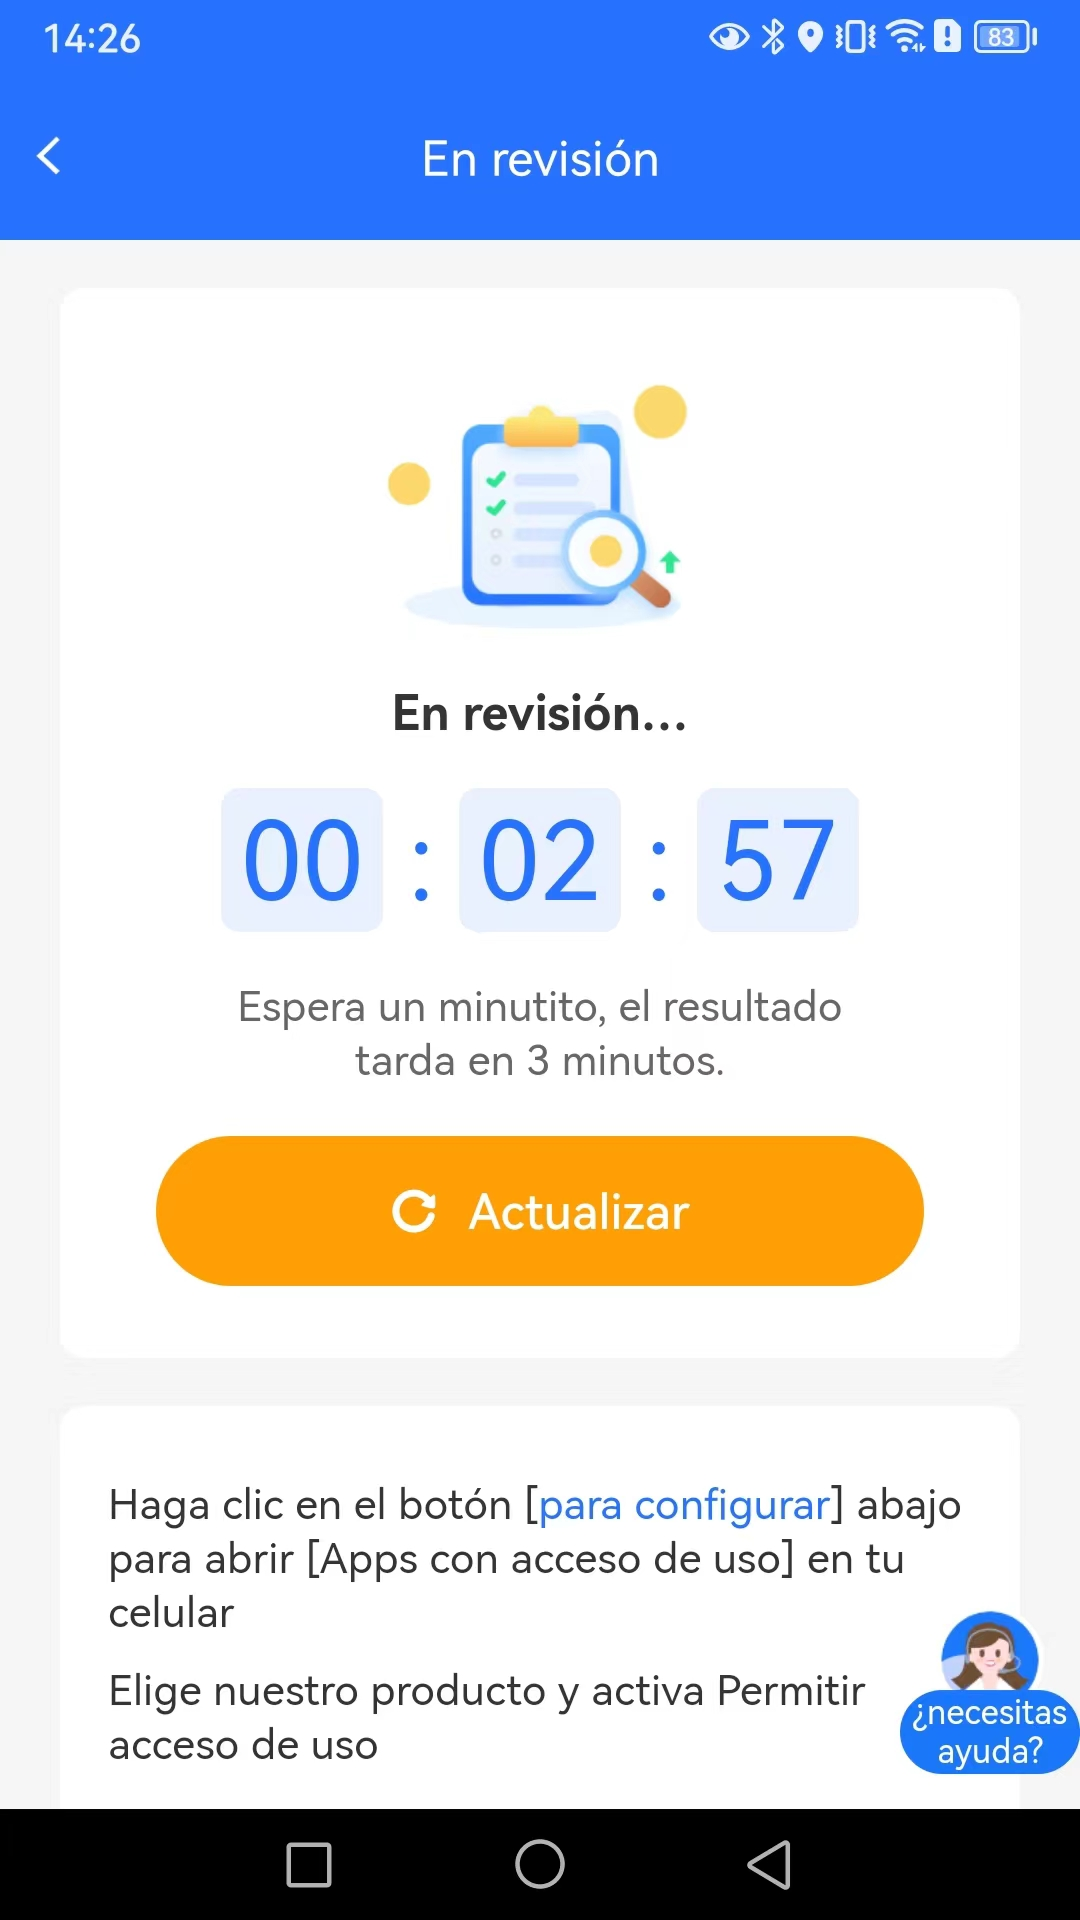 14:26
83
En revisión
En revisión...
00 : 02 : 57
Espera un minutito, el resultado
tarda en 3 minutos.
Actualizar
Haga clic en el botón [para configurar] abajo
para abrir [Apps con acceso de uso] en tu
celular
Elige nuestro producto y activa Permitir
acceso de uso
¿necesitas
ayuda?